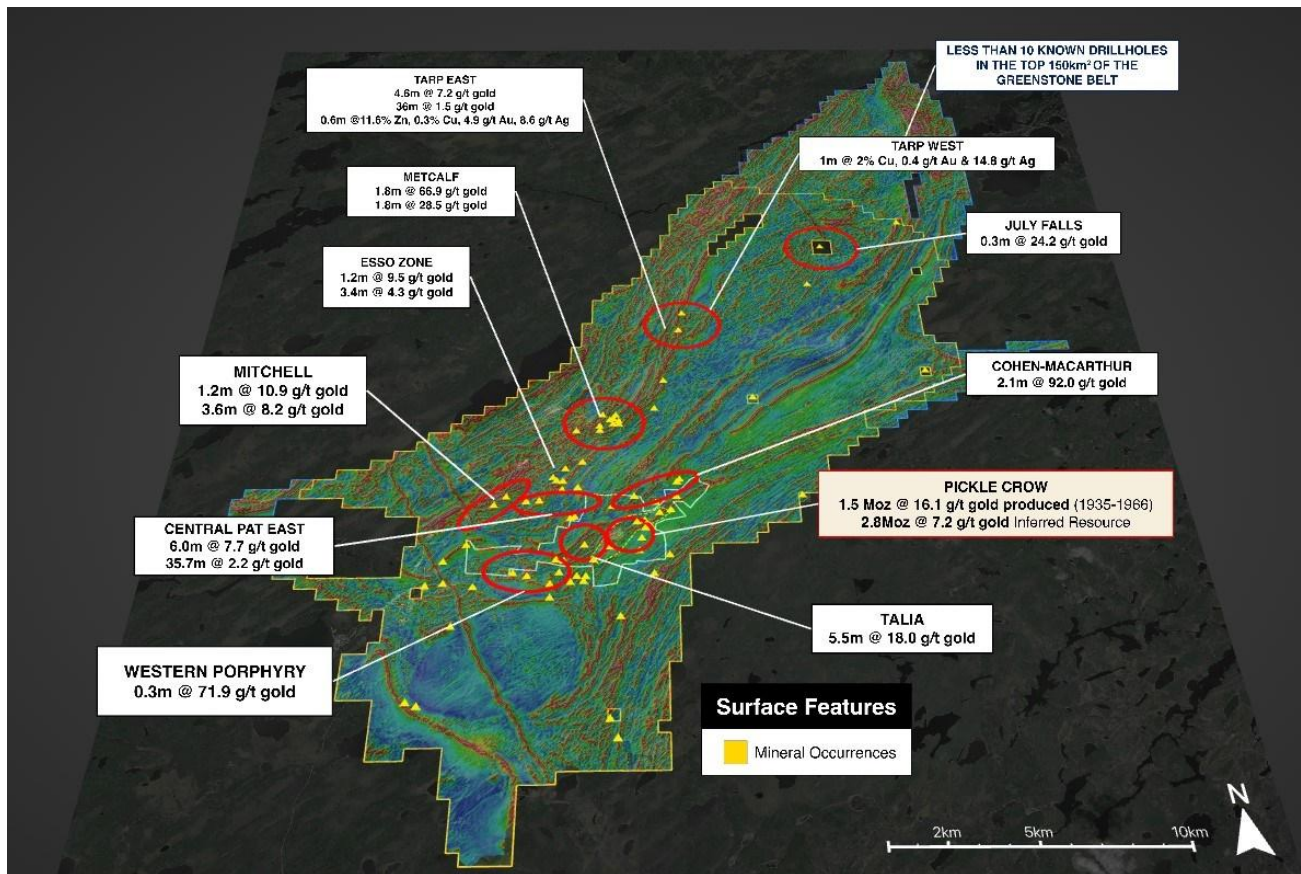 LESS THAN 10 KNOWN DRILLHOLES
IN THE TOP 150km² OF THE
GREENSTONE BELT
TARP EAST
4.6m @ 7.2 g/t gold
36m @ 1.5 g/t gold
0.6m @11.6% Zn, 0.3% Cu, 4.9 g/t Au, 8.6 g/t Ag
TARP WEST
1m @ 2% Cu, 0.4 g/t Au & 14.8 g/t Ag
METCALF
1.8m @ 66.9 g/t gold
1.8m @ 28.5 g/t gold
JULY FALLS
0.3m @ 24.2 g/t gold
ESSO ZONE
1.2m @ 9.5 g/t gold
3.4m @ 4.3 g/t gold
MITCHELL
1.2m @ 10.9 g/t gold
3.6m @ 8.2 g/t gold
COHEN-MACARTHUR
2.1m @ 92.0 g/t gold
PICKLE CROW
1.5 Moz @ 16.1 g/t gold produced (1935-1966)
2.8Moz @ 7.2 g/t gold Inferred Resource
CENTRAL PAT EAST
6.0m @ 7.7 g/t gold
35.7m @ 2.2 g/t gold
TALIA
5.5m @ 18.0 g/t gold
WESTERN PORPHYRY
0.3m @ 71.9 g/t gold
Surface Features
Mineral Occurrences
N
2km 5km 10km